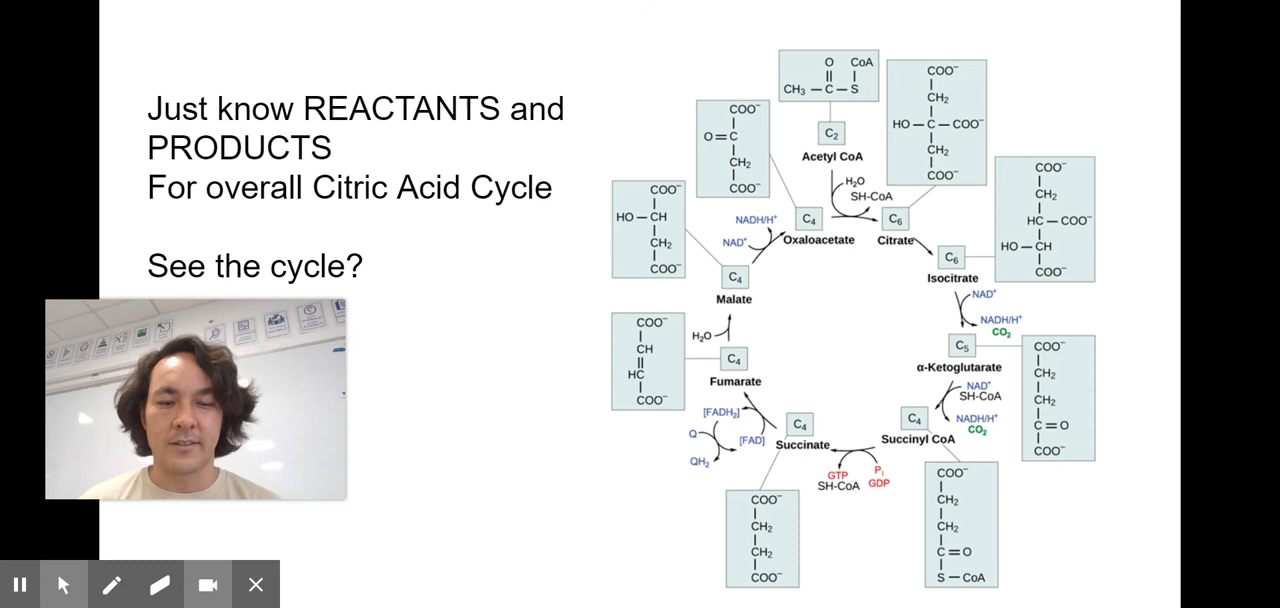 Just know REACTANTS and
PRODUCTS
For overall Citric Acid Cycle
See the cycle?
O CoA
CH₃ — C — S
C₂
Acetyl CoA
H₂O
SH-CoA
COO⁻
O = C
CH₂
COO⁻
C₄
Oxaloacetate
COO⁻
CH₂
HO — C — COO⁻
CH₂
COO⁻
C₆
Citrate
COO⁻
CH₂
HC — COO⁻
HO — CH
COO⁻
C₆
Isocitrate
NAD⁺
NADH/H⁺
CO₂
C₅
α-Ketoglutarate
COO⁻
CH₂
CH₂
C = O
COO⁻
NAD⁺
SH-CoA
NADH/H⁺
CO₂
C₄
Succinyl CoA
COO⁻
CH₂
CH₂
C = O
S — CoA
Pᵢ
GDP
GTP
SH-CoA
C₄
Succinate
COO⁻
CH₂
CH₂
COO⁻
[FADH₂]
[FAD]
Q
QH₂
C₄
Fumarate
COO⁻
CH
HC
COO⁻
H₂O
C₄
Malate
COO⁻
HO — CH
CH₂
COO⁻
NAD⁺
NADH/H⁺